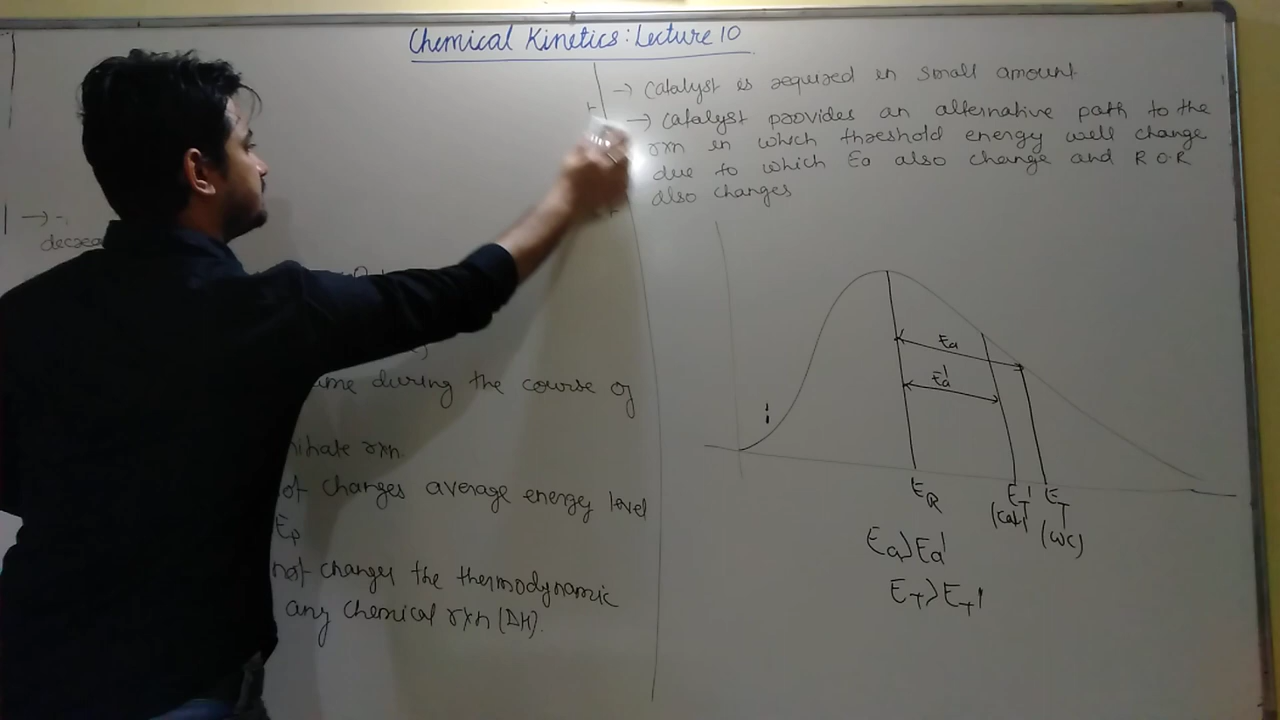 Chemical Kinetics: Lecture 10
→ Catalyst is required in small amount
→ Catalyst provides an alternative path to the
rxn in which threshold energy will change
due to which Ea also change and R.O.R
also changes
→
during the course of
rxn.
changes average energy level
Ep
not changes the thermodynamic
any chemical rxn (ΔH).
Ea
Ea'
ER
ET'
ET
(cat)
(wc)
Ea>Ea'
ET>ET'